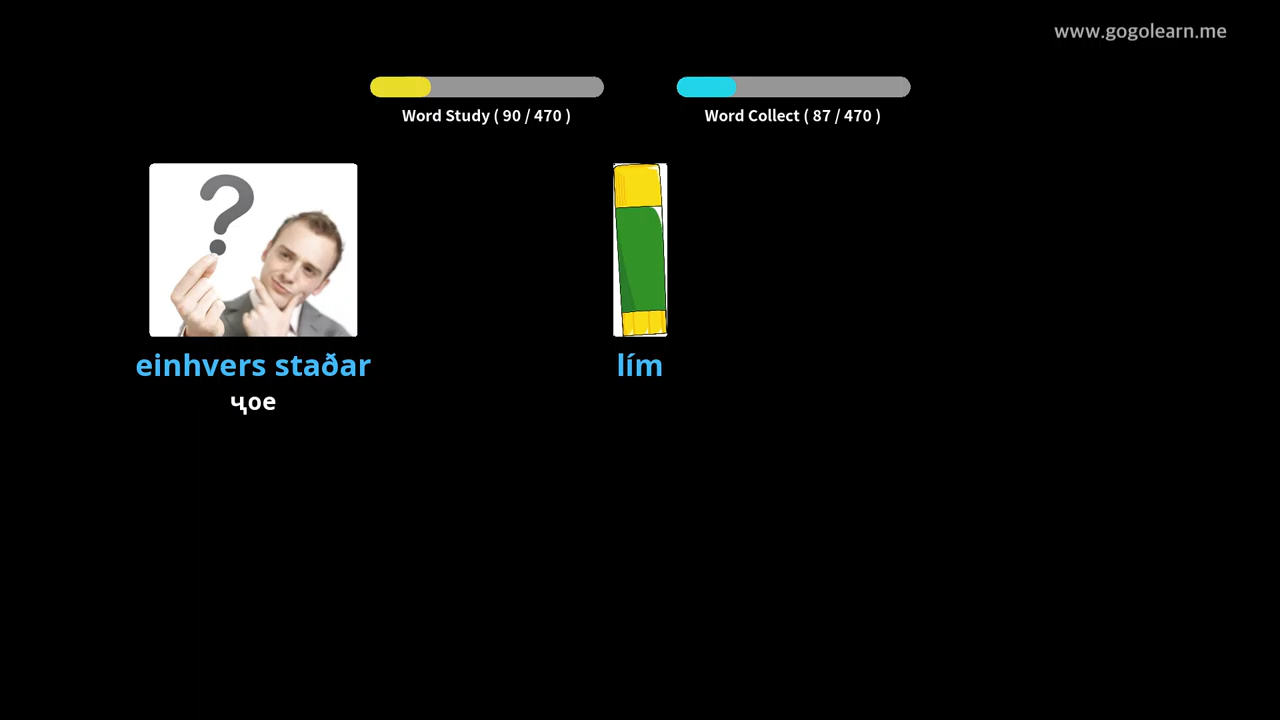 www.gogolearn.me
Word Study ( 90 / 470 )
Word Collect ( 87 / 470 )
einhvers staðar
lím
ҷое